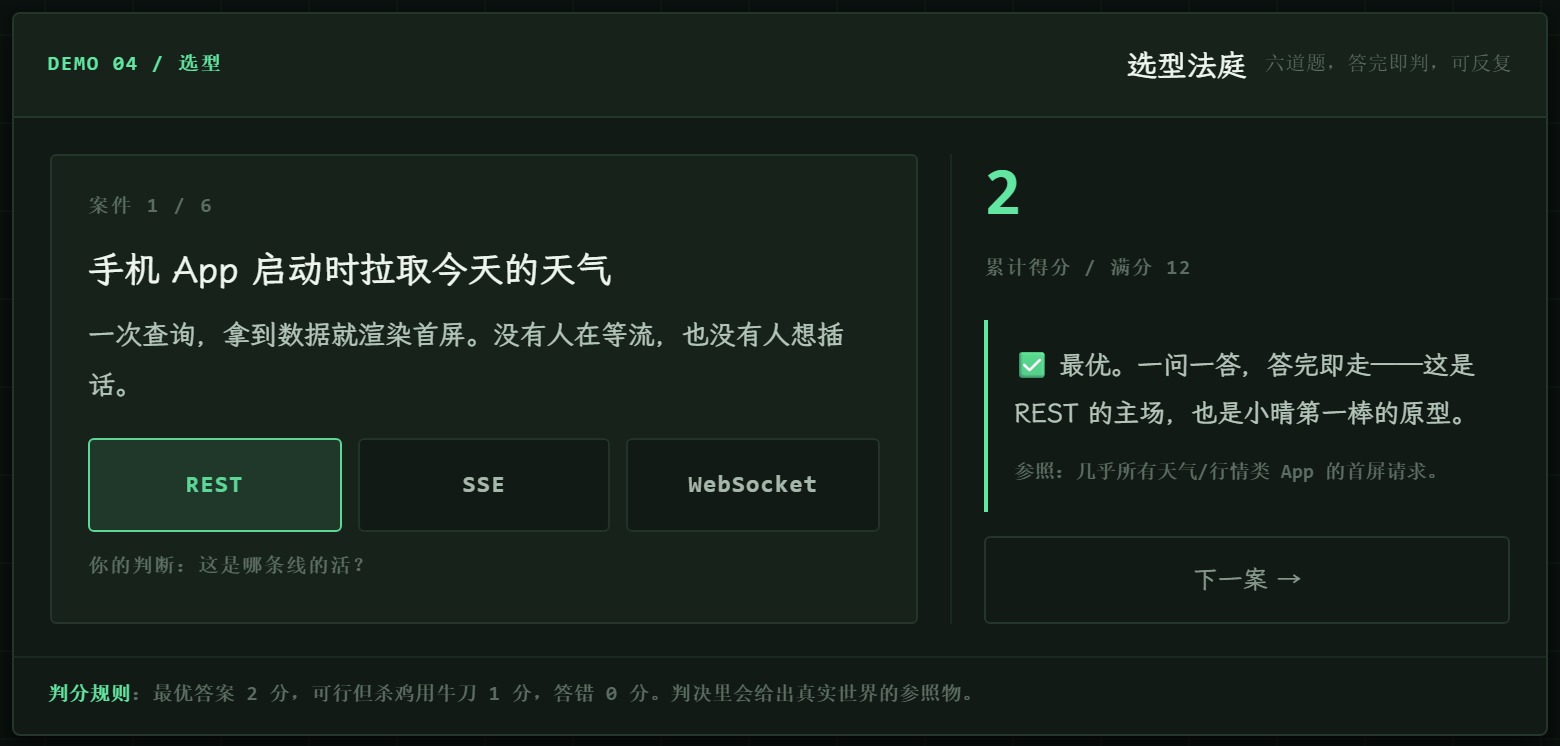 DEMO 04 / 选型
选型法庭 六道题，答完即判，可反复
案件 1 / 6
手机 App 启动时拉取今天的天气
一次查询，拿到数据就渲染首屏。没有人在等流，也没有人想插
话。
REST
SSE
WebSocket
你的判断：这是哪条线的活？
2
累计得分 / 满分 12
✅ 最优。一问一答，答完即走——这是
REST 的主场，也是小晴第一棒的原型。
参照：几乎所有天气/行情类 App 的首屏请求。
下一案 →
判分规则：最优答案 2 分，可行但杀鸡用牛刀 1 分，答错 0 分。判决里会给出真实世界的参照物。